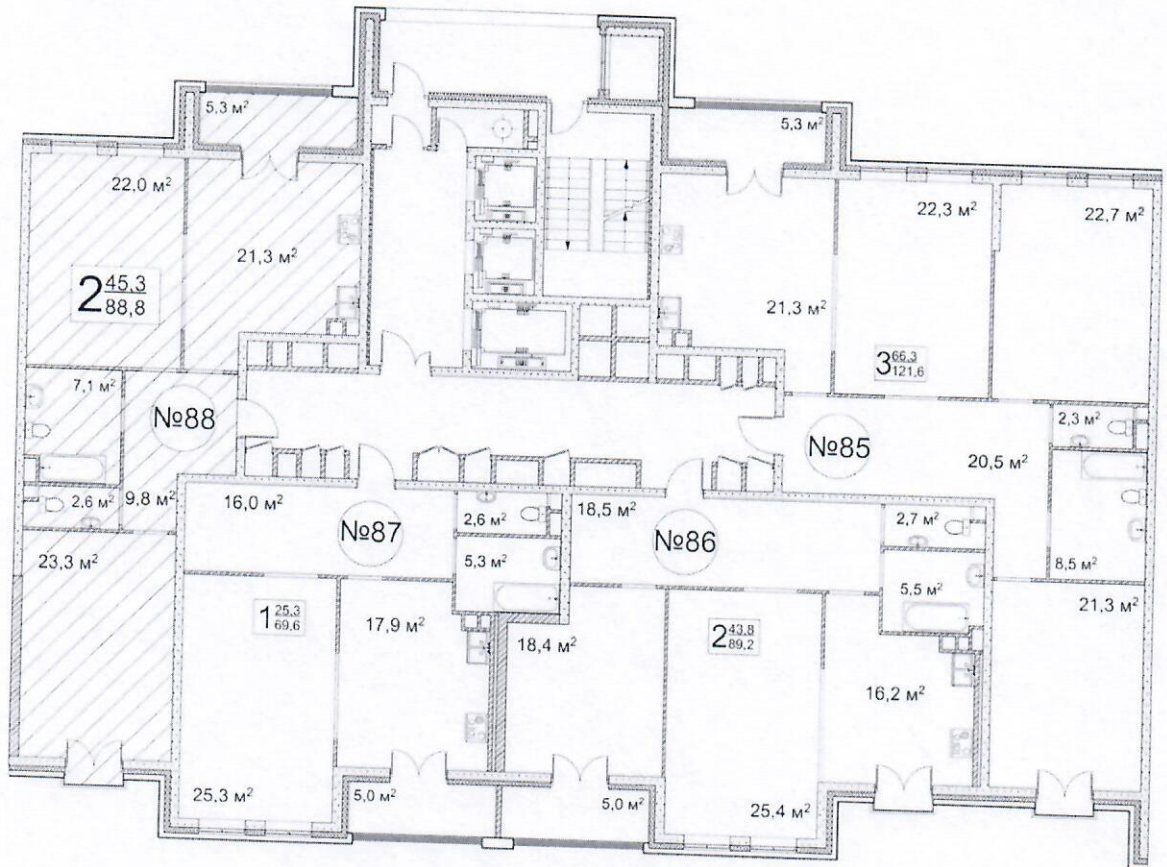 5,3 м²
5,3 м²
22,0 м²
21,3 м²
2 45,3
88,8
22,3 м²
22,7 м²
21,3 м²
3 66,3
121,6
7,1 м²
№88
2,6 м²
9,8 м²
23,3 м²
№85
2,3 м²
20,5 м²
8,5 м²
21,3 м²
16,0 м²
№87
2,6 м²
5,3 м²
1 25,3
69,6
17,9 м²
25,3 м²
5,0 м²
18,5 м²
№86
2,7 м²
5,5 м²
18,4 м²
2 43,8
89,2
16,2 м²
5,0 м²
25,4 м²